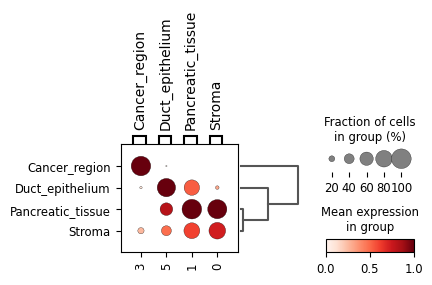 Cancer_region
Duct_epithelium
Pancreatic_tissue
Stroma
Cancer_region
Duct_epithelium
Pancreatic_tissue
Stroma
3
5
1
0
Fraction of cells
in group (%)
20 40 60 80 100
Mean expression
in group
0.0 0.5 1.0